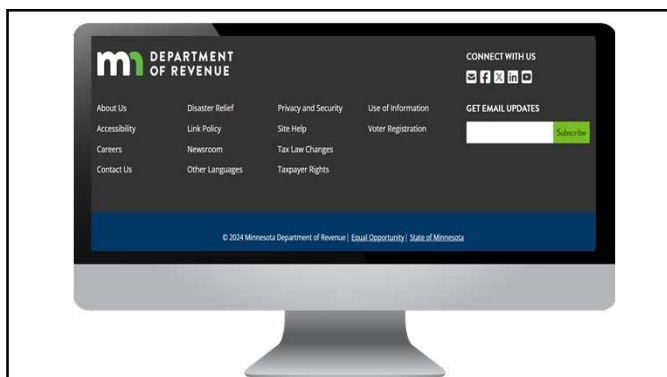 mn DEPARTMENT
OF REVENUE
CONNECT WITH US
About Us Disaster Relief Privacy and Security Use of Information GET EMAIL UPDATES
Accessibility Link Policy Site Help Voter Registration Subscribe
Careers Newsroom Tax Law Changes
Contact Us Other Languages Taxpayer Rights
© 2024 Minnesota Department of Revenue | Equal Opportunity | State of Minnesota